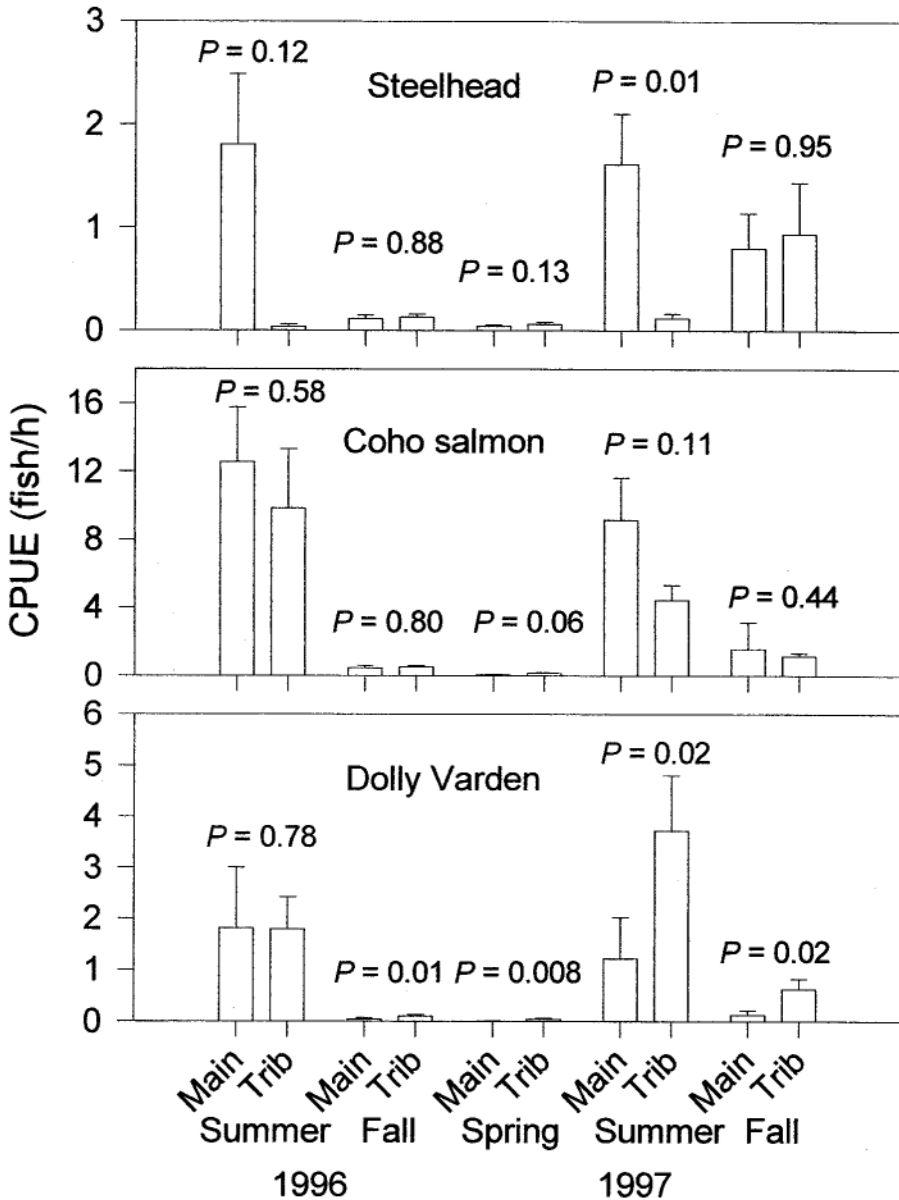 3
P = 0.12
Steelhead
P = 0.01
2
P = 0.95
1
P = 0.88
P = 0.13
0
CPUE (fish/h)
16
P = 0.58
Coho salmon
P = 0.11
12
8
4
P = 0.80
P = 0.06
P = 0.44
0
6
5
Dolly Varden
P = 0.02
4
P = 0.78
3
2
1
P = 0.01
P = 0.008
P = 0.02
0
Main Trib Main Trib Main Trib Main Trib Main Trib
Summer Fall Spring Summer Fall
1996 1997